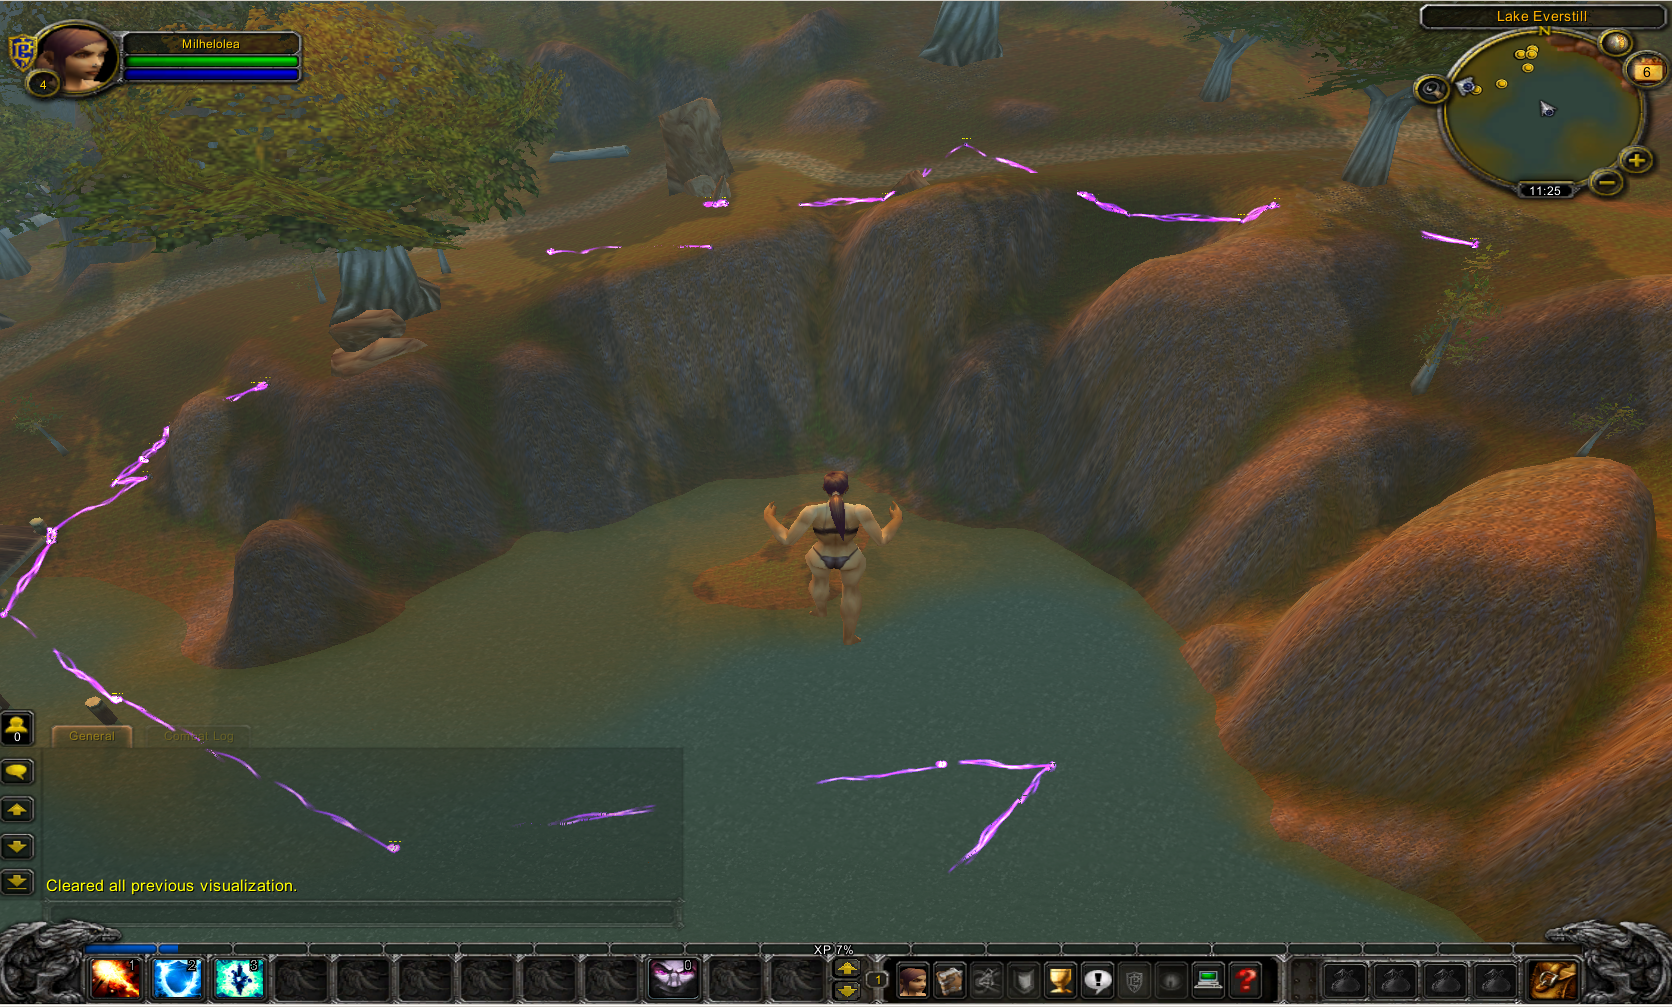 Milhelolea
4
Lake Everstill
N
6
11:25
0
General
Combat Log
Cleared all previous visualization.
XP 7%
1
2
3
0
1